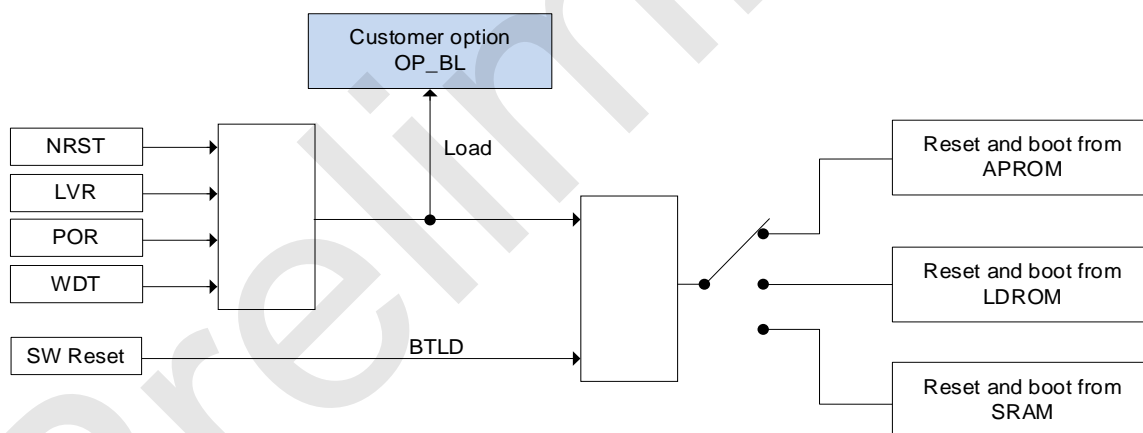 Customer option
OP_BL
NRST
LVR
POR
WDT
Load
SW Reset
BTLD
Reset and boot from
APROM
Reset and boot from
LDROM
Reset and boot from
SRAM